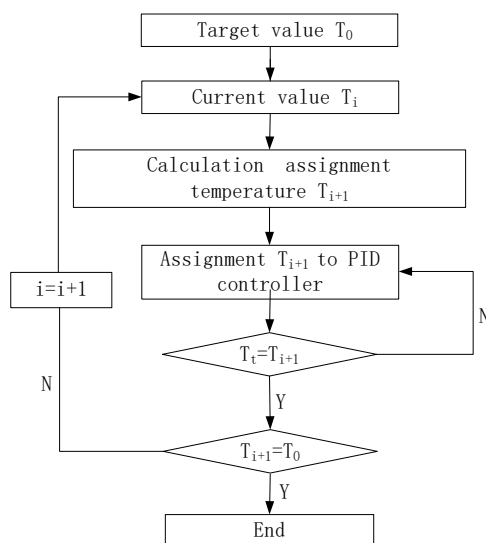 Target value T₀
Current value Tᵢ
Calculation assignment
temperature Tᵢ₊₁
Assignment Tᵢ₊₁ to PID
controller
i=i+1
N
Tₜ=Tᵢ₊₁
N
Y
Tᵢ₊₁=T₀
Y
End